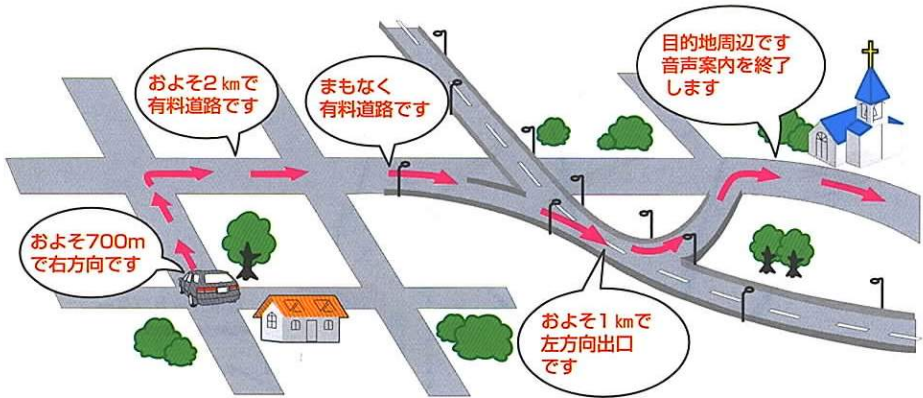 およそ2kmで
有料道路です
まもなく
有料道路です
目的地周辺です
音声案内を終了
します
およそ700m
で右方向です
およそ1kmで
左方向出口
です